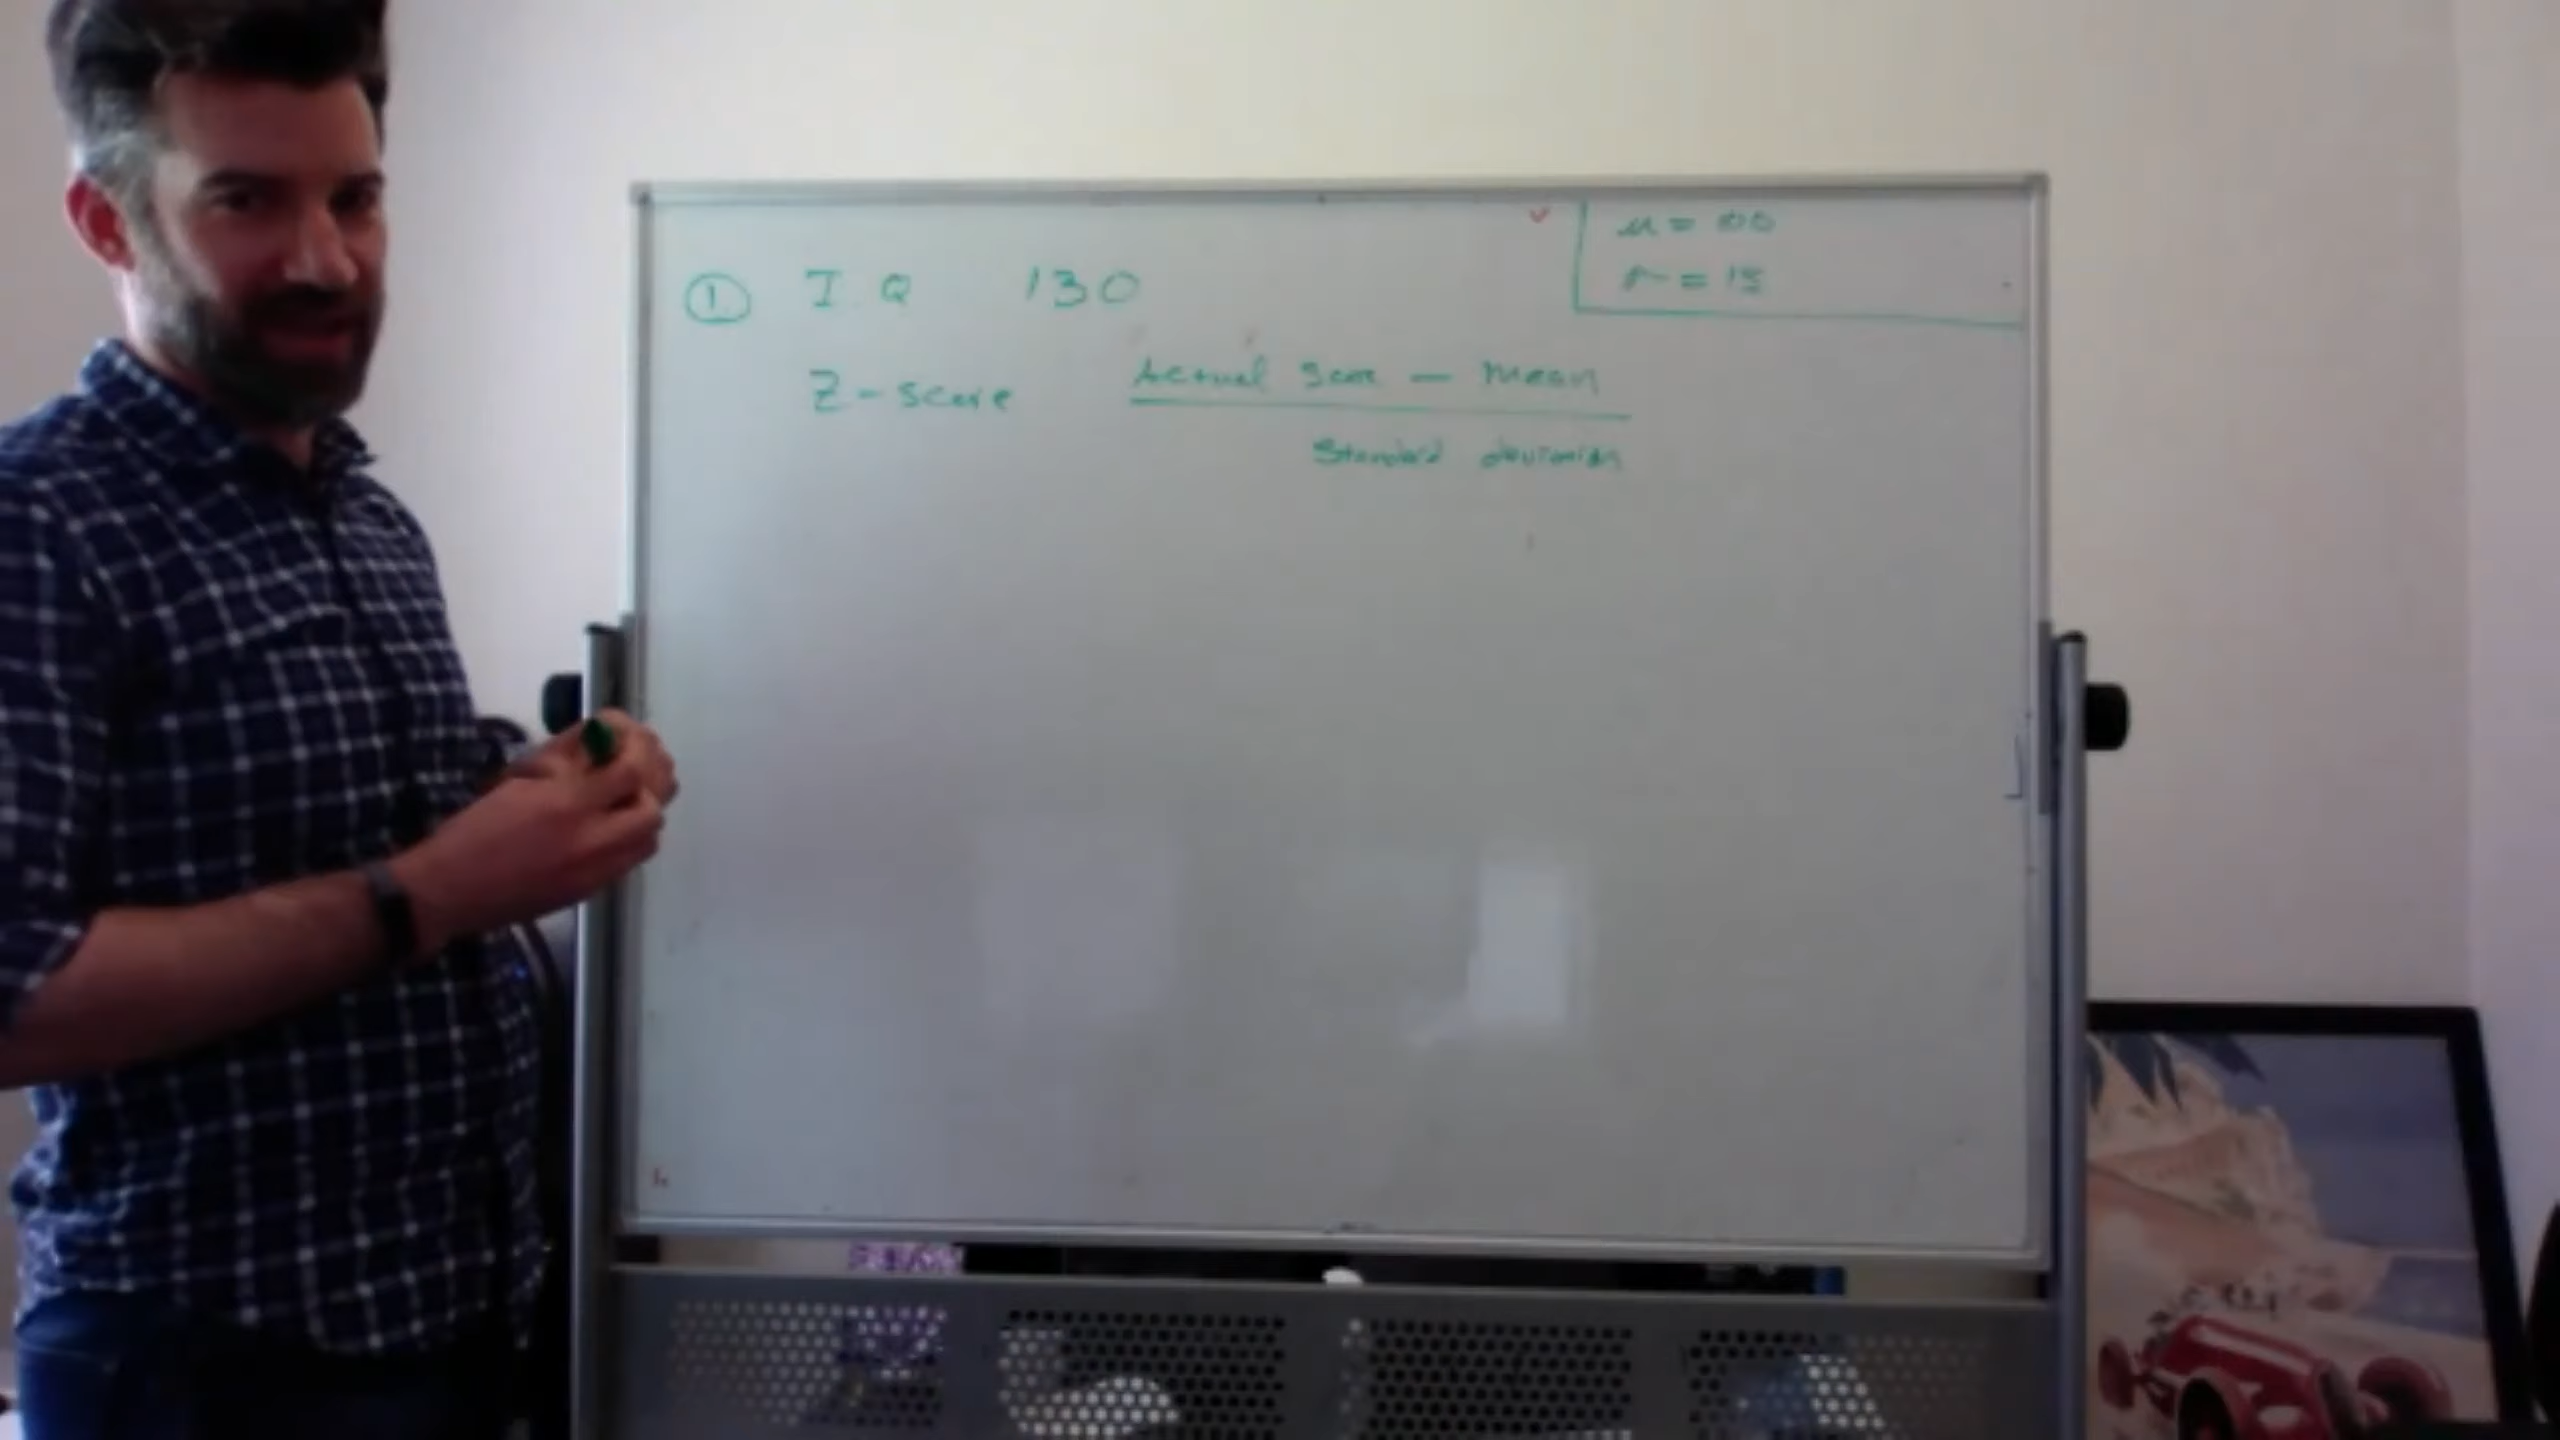 μ = 100
σ = 15
1. I.Q 130
Z-Score Actual Score — Mean
Standard deviation